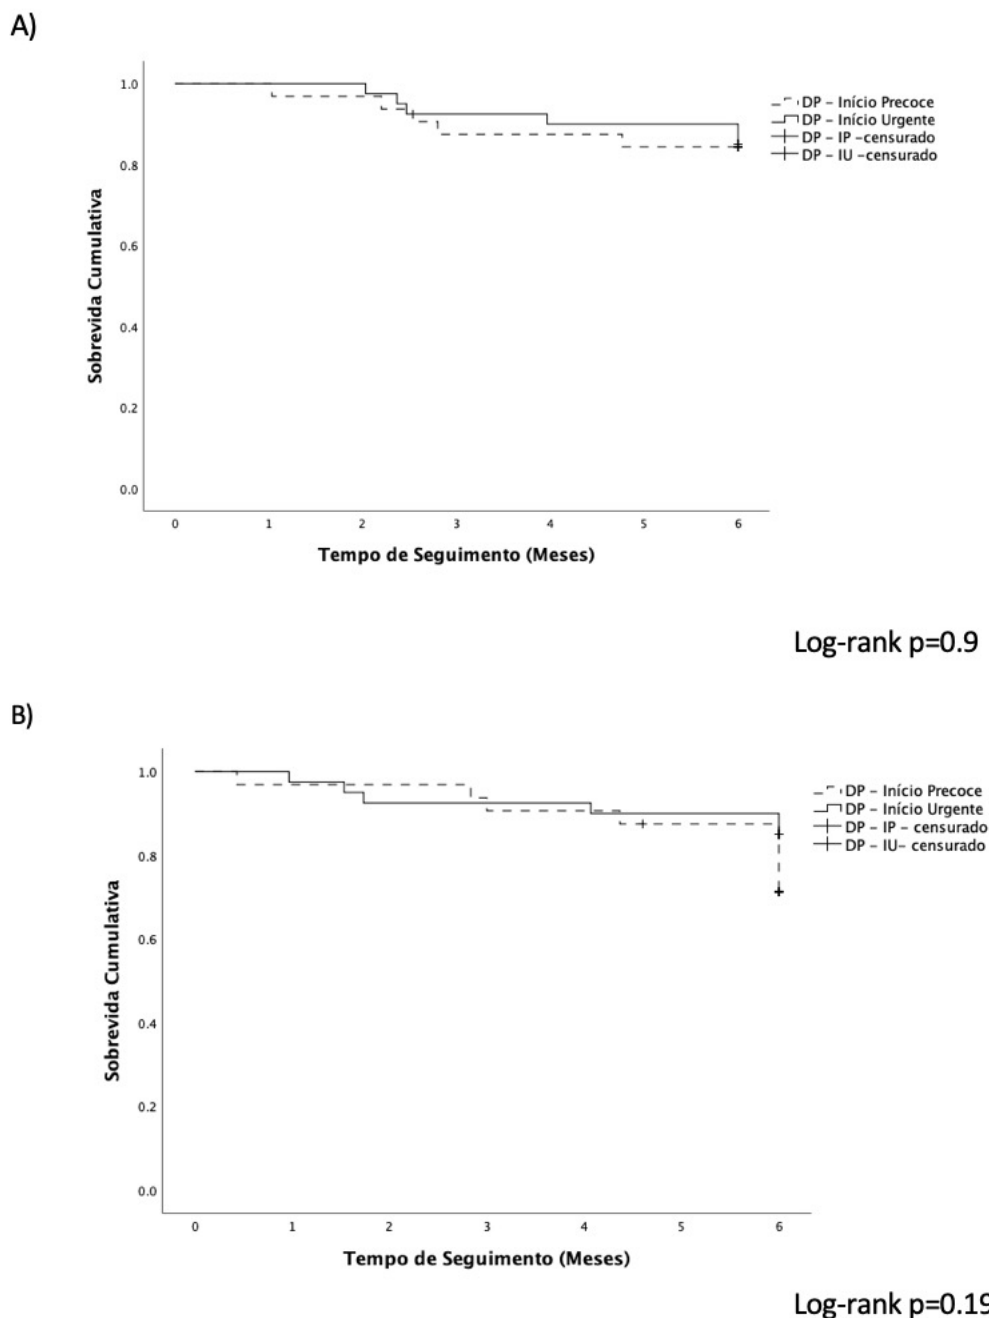 A)
1.0
0.8
0.6
0.4
0.2
0.0
Sobrevida Cumulativa
0 1 2 3 4 5 6
Tempo de Seguimento (Meses)
DP - Início Precoce
DP - Início Urgente
DP - IP -censurado
DP - IU -censurado
Log-rank p=0.9
B)
1.0
0.8
0.6
0.4
0.2
0.0
Sobrevida Cumulativa
0 1 2 3 4 5 6
Tempo de Seguimento (Meses)
DP - Início Precoce
DP - Início Urgente
DP - IP - censurado
DP - IU- censurado
Log-rank p=0.19